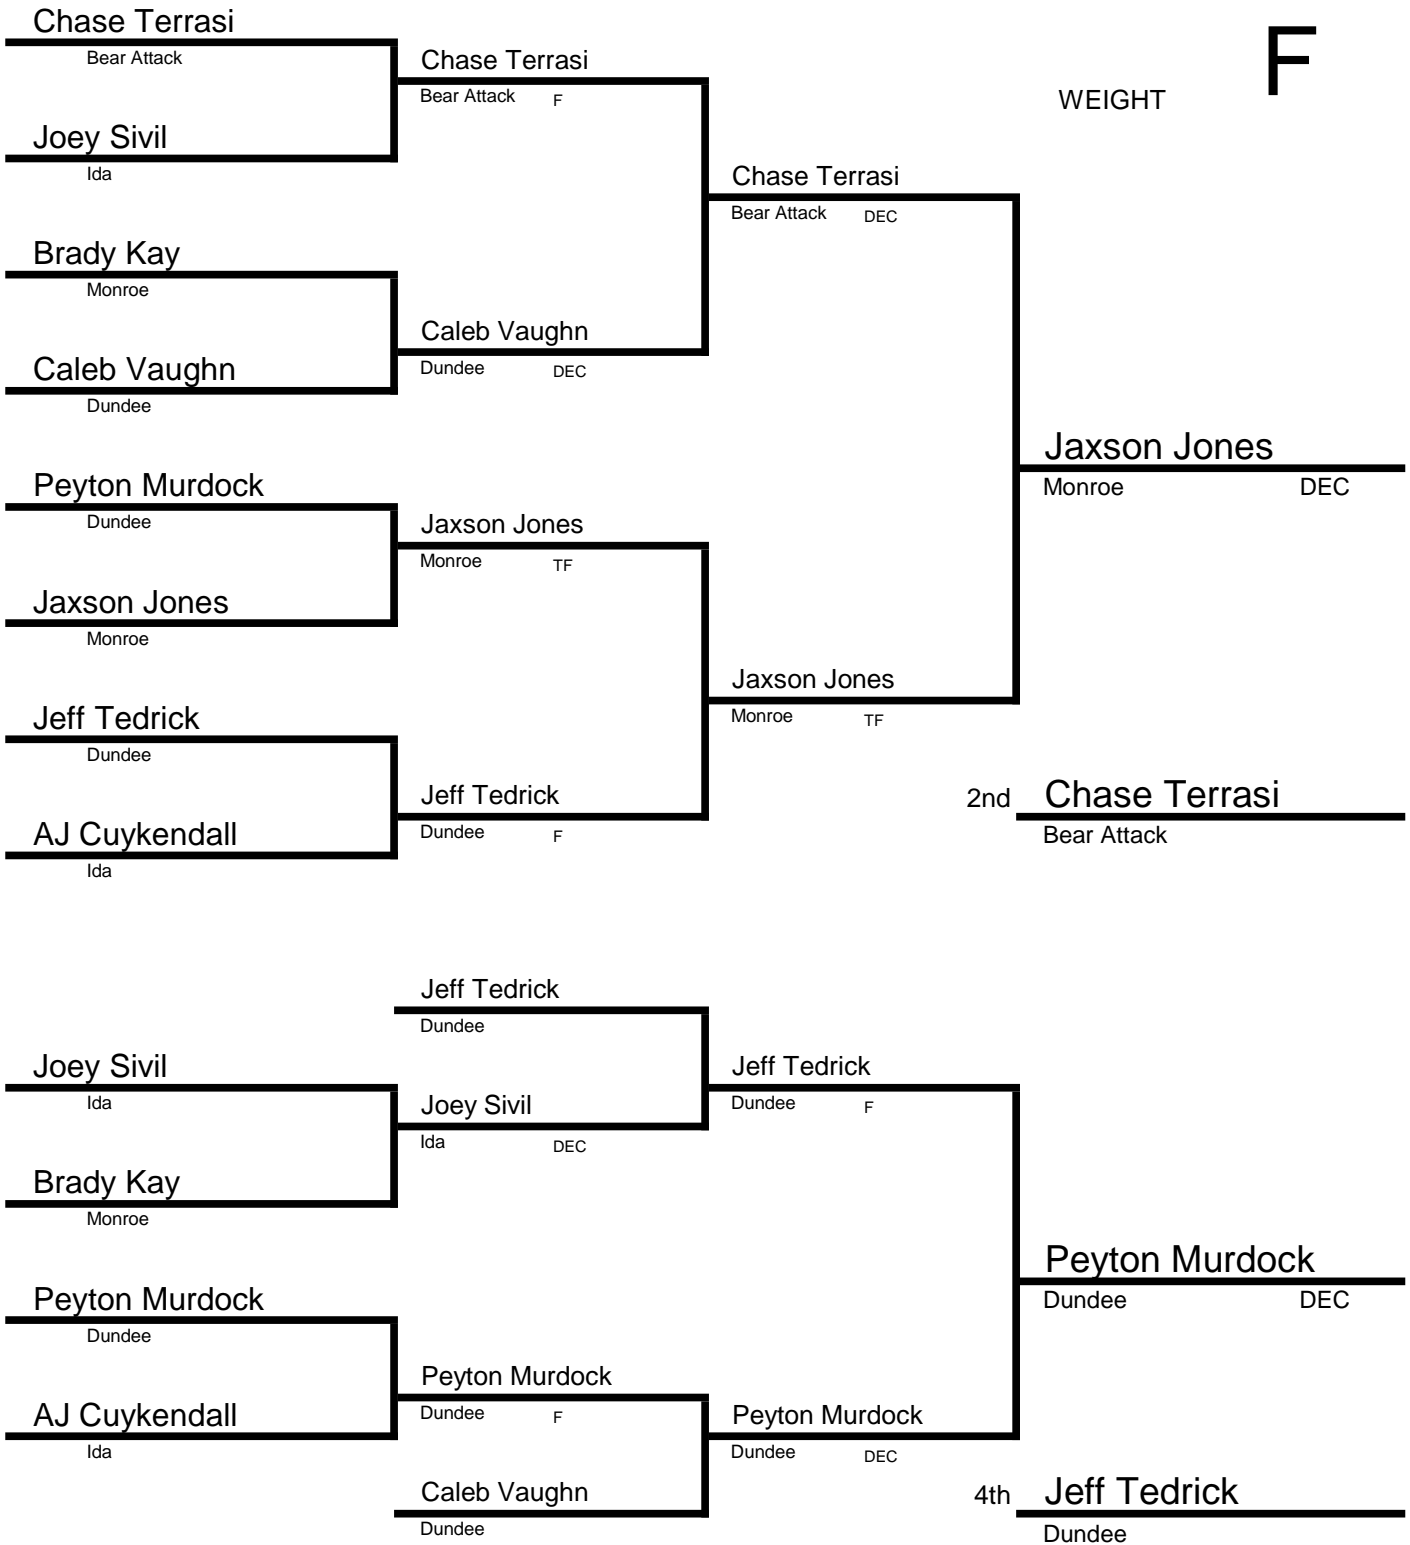 Chase Terrasi
Bear Attack
Chase Terrasi
Bear Attack F
F
WEIGHT
Joey Sivil
Ida
Chase Terrasi
Bear Attack DEC
Brady Kay
Monroe
Caleb Vaughn
Dundee DEC
Caleb Vaughn
Dundee
Jaxson Jones
Monroe DEC
Peyton Murdock
Dundee
Jaxson Jones
Monroe TF
Jaxson Jones
Monroe
Jaxson Jones
Monroe TF
Jeff Tedrick
Dundee
Jeff Tedrick
Dundee F
2nd Chase Terrasi
Bear Attack
AJ Cuykendall
Ida
Jeff Tedrick
Dundee
Joey Sivil
Ida
Jeff Tedrick
Dundee F
Joey Sivil
Ida DEC
Brady Kay
Monroe
Peyton Murdock
Dundee DEC
Peyton Murdock
Dundee
Peyton Murdock
Dundee F
AJ Cuykendall
Ida
Peyton Murdock
Dundee DEC
Caleb Vaughn
Dundee
4th Jeff Tedrick
Dundee